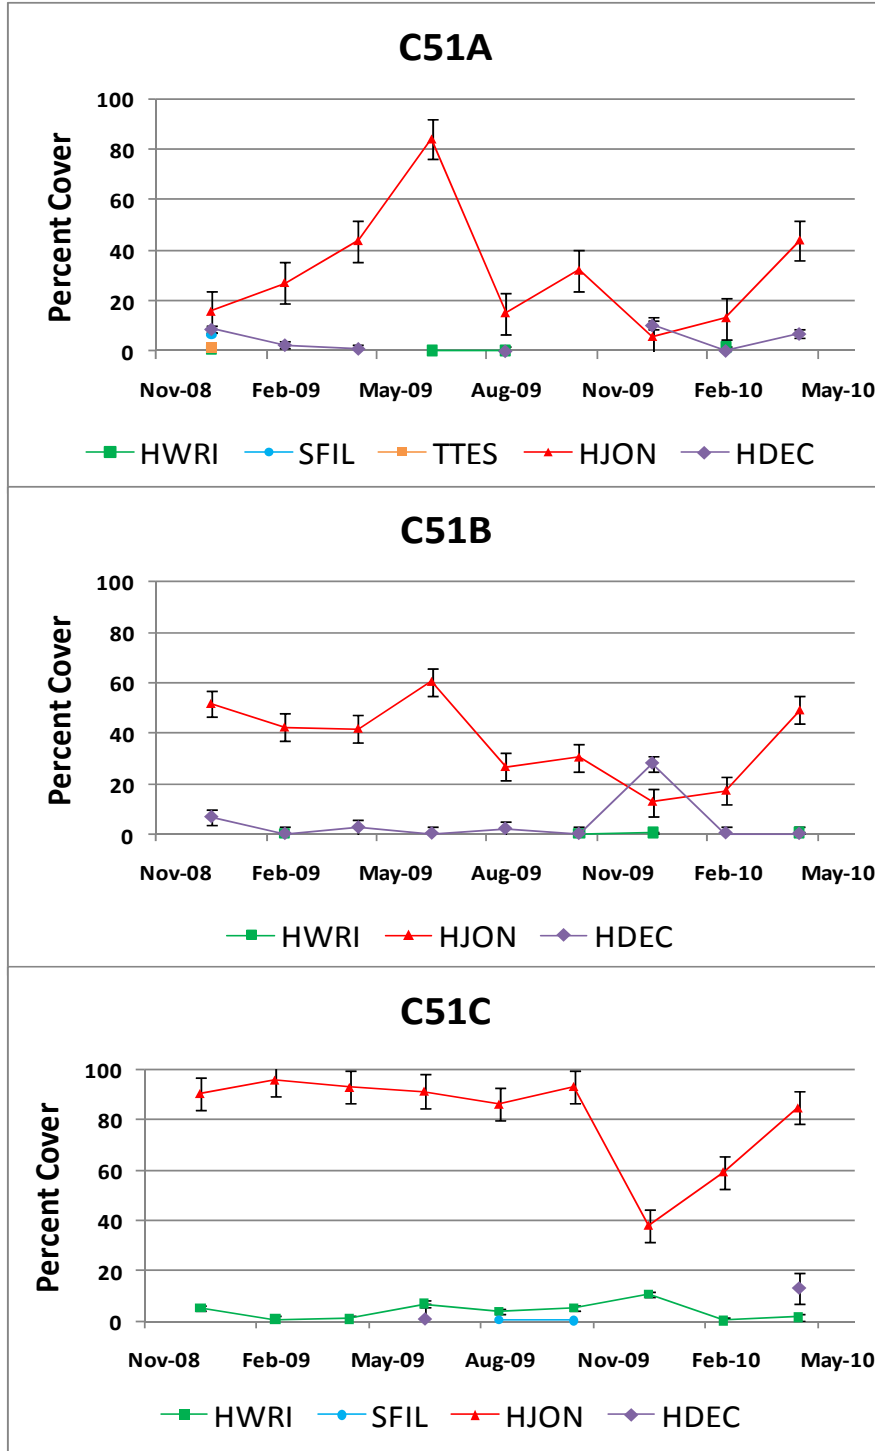 C51A
Percent Cover
100
80
60
40
20
0
Nov-08 Feb-09 May-09 Aug-09 Nov-09 Feb-10 May-10
HWRI SFIL TTES HJON HDEC
C51B
Percent Cover
100
80
60
40
20
0
Nov-08 Feb-09 May-09 Aug-09 Nov-09 Feb-10 May-10
HWRI HJON HDEC
C51C
Percent Cover
100
80
60
40
20
0
Nov-08 Feb-09 May-09 Aug-09 Nov-09 Feb-10 May-10
HWRI SFIL HJON HDEC